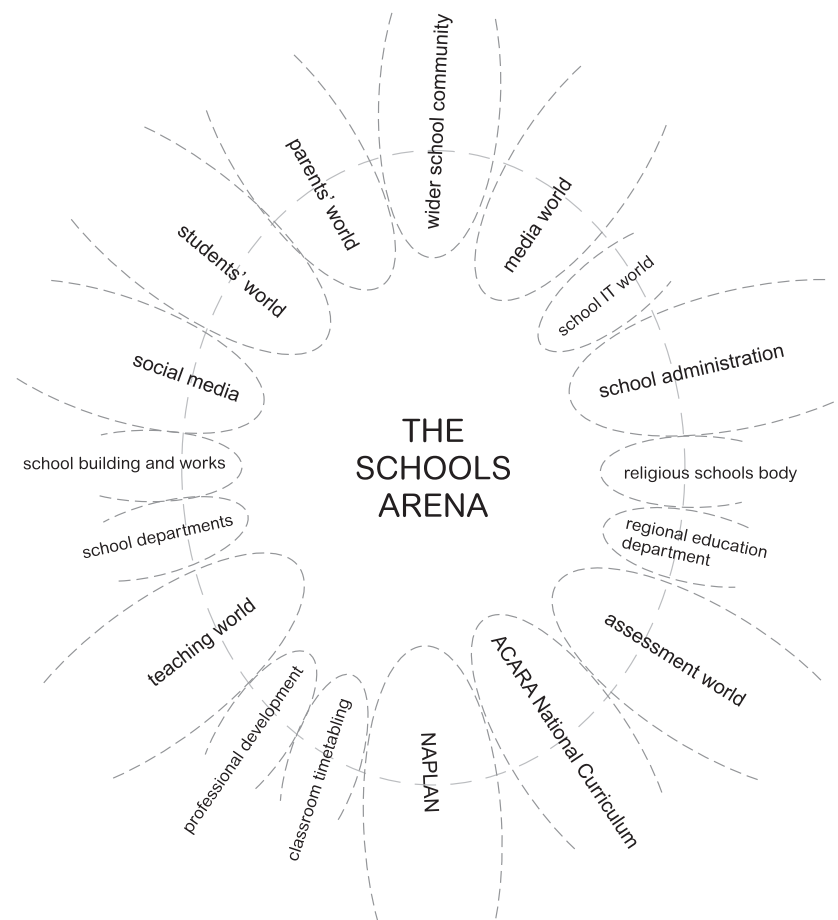 wider school community
media world
school IT world
school administration
religious schools body
regional education
department
assessment world
ACARA National Curriculum
NAPLAN
classroom timetabling
professional development
teaching world
school departments
school building and works
social media
students’ world
parents’ world
THE
SCHOOLS
ARENA